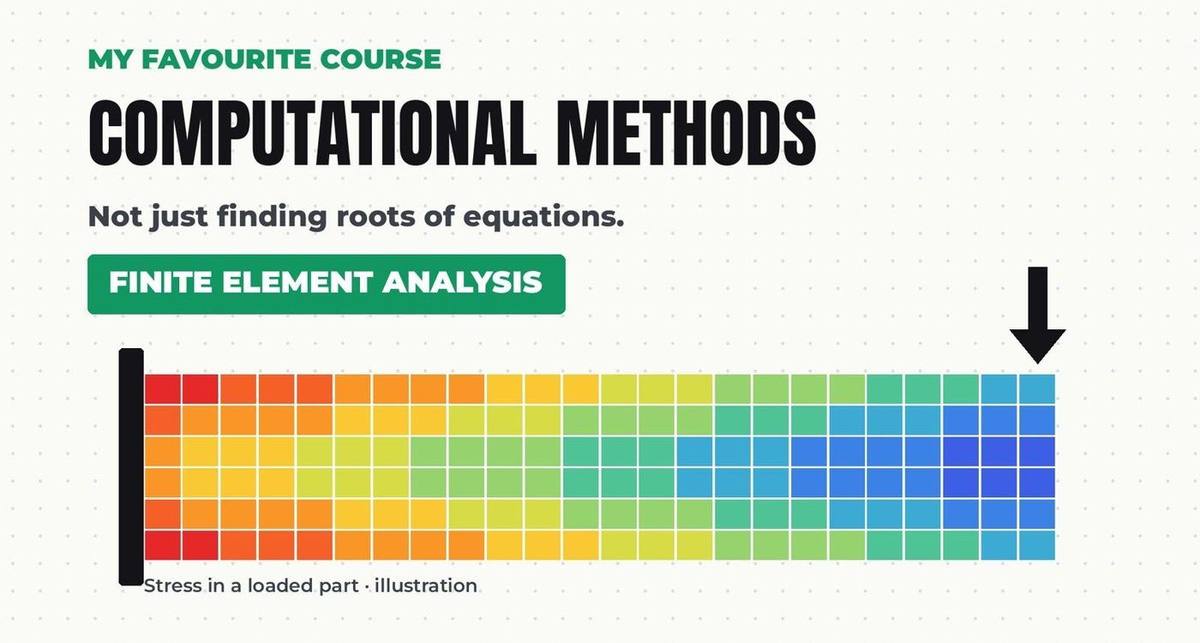 MY FAVOURITE COURSE
COMPUTATIONAL METHODS
Not just finding roots of equations.
FINITE ELEMENT ANALYSIS
Stress in a loaded part · illustration